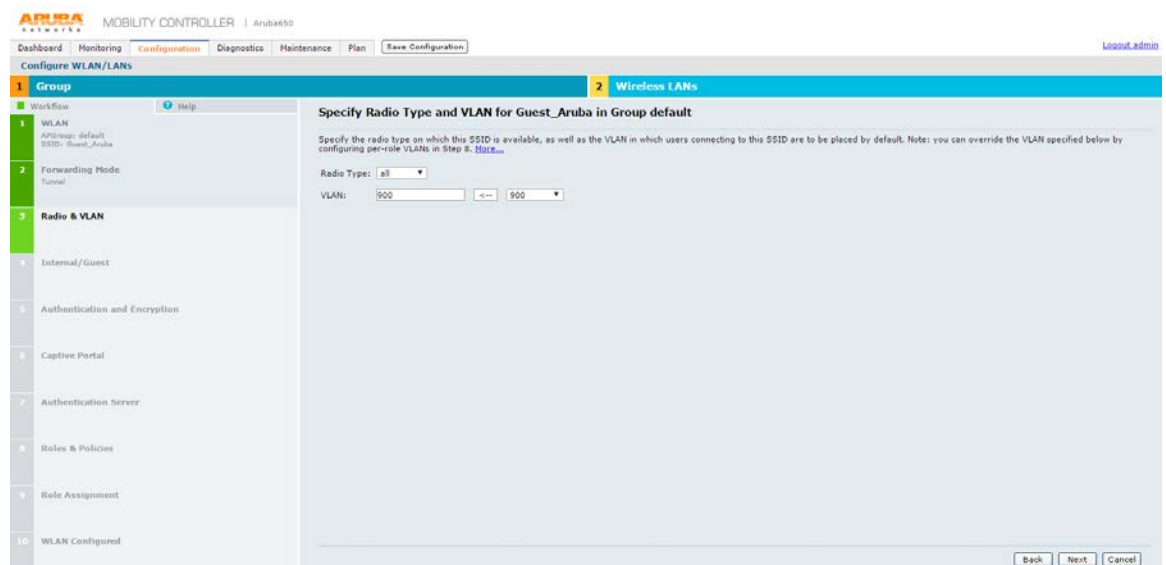 ARUBA
networks
MOBILITY CONTROLLER | Aruba650
Dashboard Monitoring Configuration Diagnostics Maintenance Plan Save Configuration Logout admin
Configure WLAN/LANs
1 Group 2 Wireless LANs
Workflow ? Help
1 WLAN
APGroup: default
SSID: Guest_Aruba
2 Forwarding Mode
Tunnel
3 Radio & VLAN
4 Internal/Guest
5 Authentication and Encryption
6 Captive Portal
7 Authentication Server
8 Roles & Policies
9 Role Assignment
10 WLAN Configured
Specify Radio Type and VLAN for Guest_Aruba in Group default
Specify the radio type on which this SSID is available, as well as the VLAN in which users connecting to this SSID are to be placed by default. Note: you can override the VLAN specified below by
configuring per-role VLANs in Step 8. More...
Radio Type: all
VLAN: 900 <-- 900
Back Next Cancel